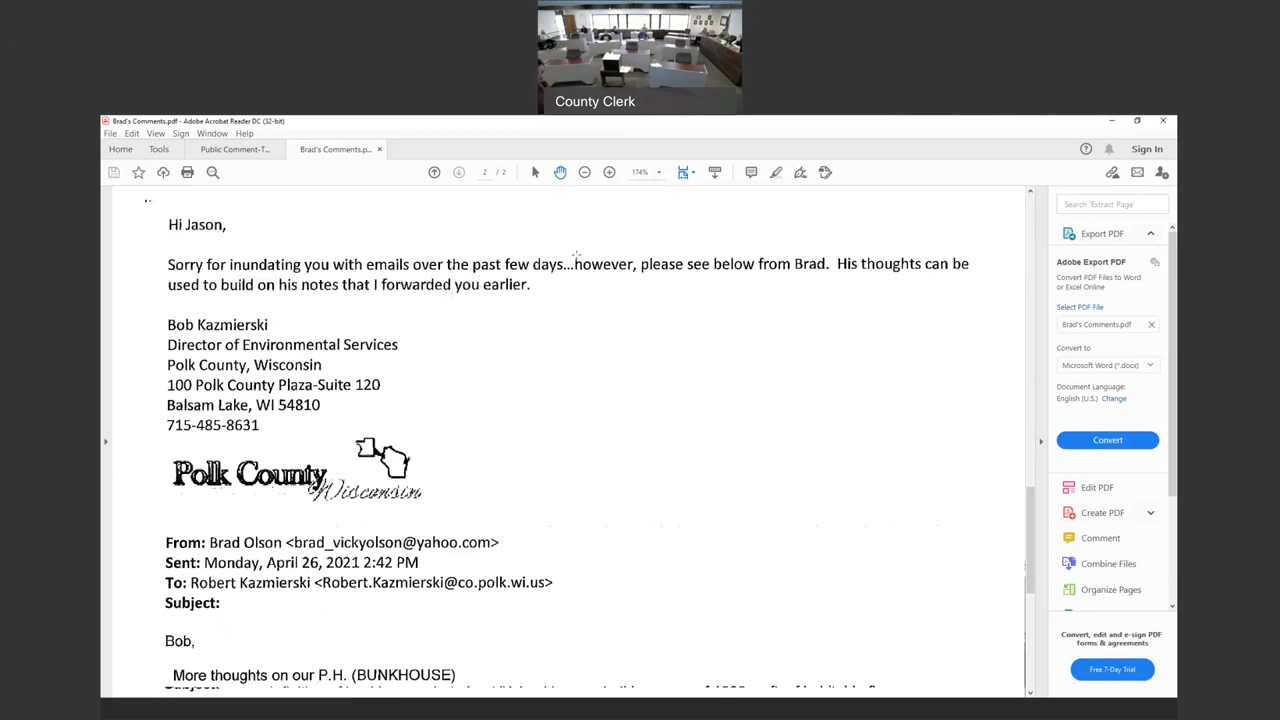 County Clerk
Brad's Comments.pdf - Adobe Acrobat Reader DC (32-bit)
File Edit View Sign Window Help
Home Tools Public Comment-T... Brad's Comments.p... × Sign In
2 / 2 174%
Hi Jason,
Sorry for inundating you with emails over the past few days...however, please see below from Brad. His thoughts can be
used to build on his notes that I forwarded you earlier.
Bob Kazmierski
Director of Environmental Services
Polk County, Wisconsin
100 Polk County Plaza-Suite 120
Balsam Lake, WI 54810
715-485-8631
Polk County
Wisconsin
From: Brad Olson <brad_vickyolson@yahoo.com>
Sent: Monday, April 26, 2021 2:42 PM
To: Robert Kazmierski <Robert.Kazmierski@co.polk.wi.us>
Subject:
Bob,
More thoughts on our P.H. (BUNKHOUSE)
Search 'Extract Page'
Export PDF
Adobe Export PDF
Convert PDF Files to Word
or Excel Online
Select PDF File
Brad's Comments.pdf
Convert to
Microsoft Word (*.docx)
Document Language:
English (U.S.) Change
Convert
Edit PDF
Create PDF
Comment
Combine Files
Organize Pages
Convert, edit and e-sign PDF
forms & agreements
Free 7-Day Trial